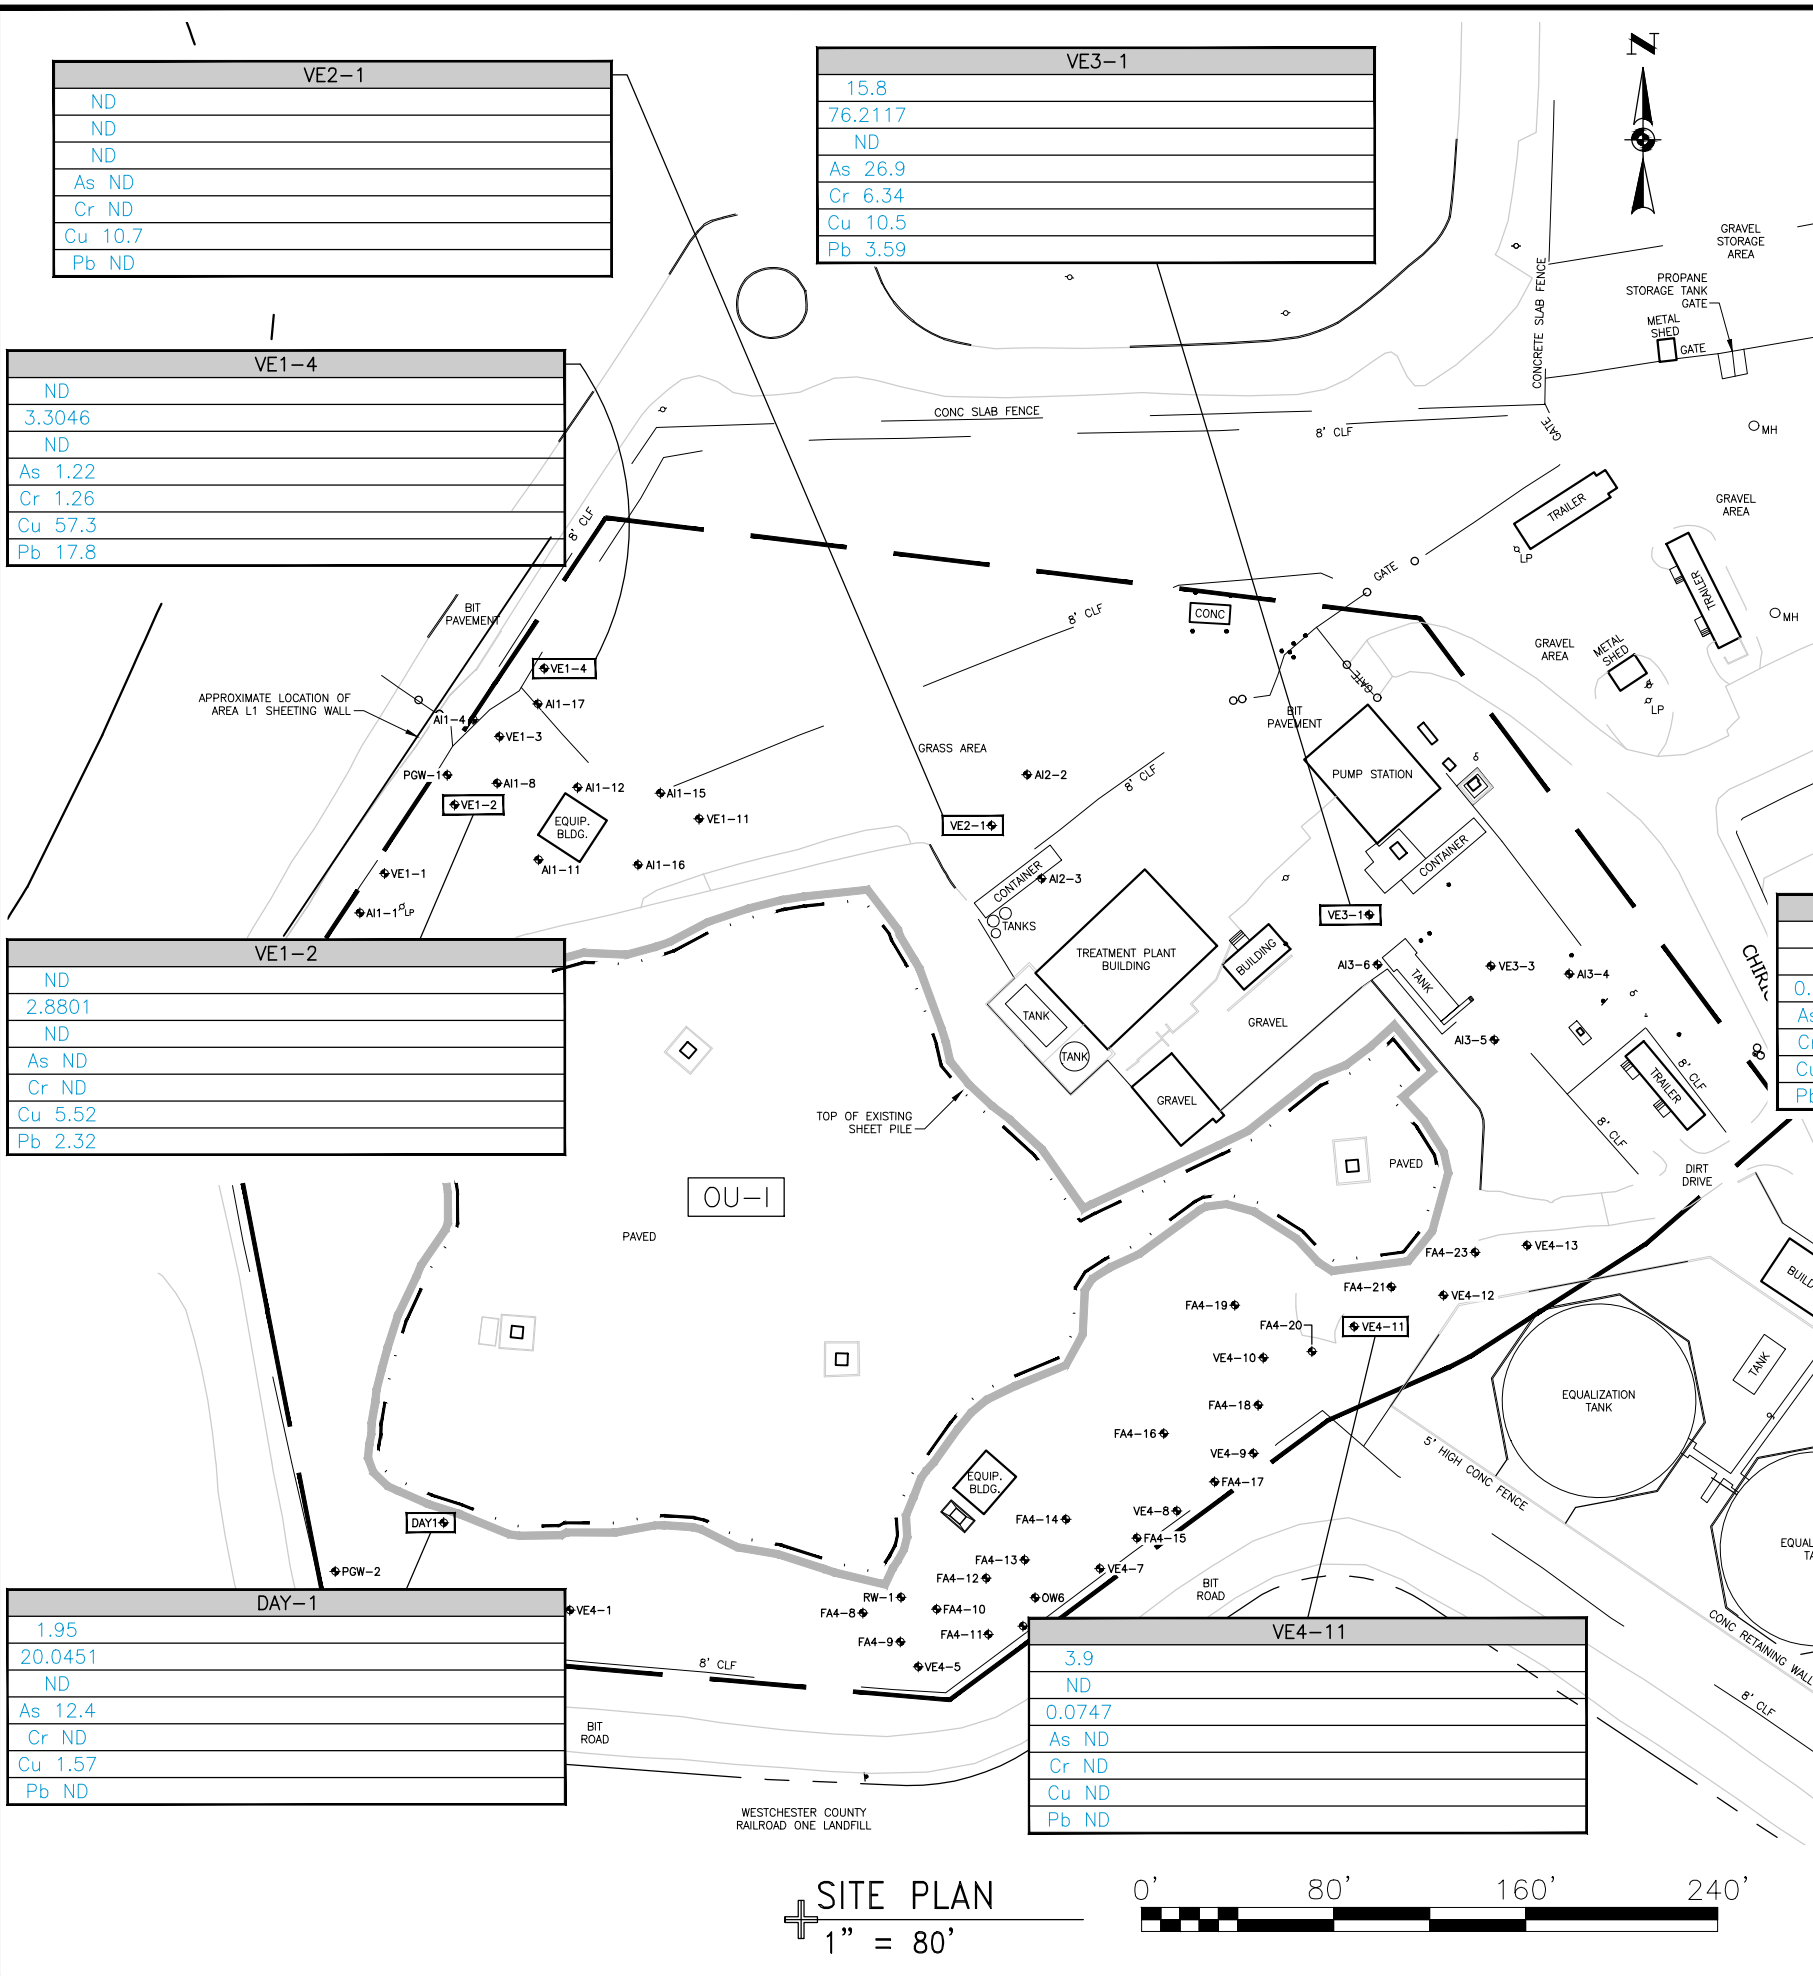 VE2-1
ND
ND
ND
As ND
Cr ND
Cu 10.7
Pb ND
VE3-1
15.8
76.2117
ND
As 26.9
Cr 6.34
Cu 10.5
Pb 3.59
N
GRAVEL
STORAGE
AREA
PROPANE
STORAGE TANK
GATE
METAL
SHED
GATE
CONCRETE SLAB FENCE
VE1-4
ND
3.3046
ND
As 1.22
Cr 1.26
Cu 57.3
Pb 17.8
CONC SLAB FENCE
8' CLF
GATE
MH
TRAILER
LP
GRAVEL
AREA
TRAILER
MH
8' CLF
BIT
PAVEMENT
CONC
8' CLF
GATE
GATE
GRAVEL
AREA
METAL
SHED
LP
VE1-4
APPROXIMATE LOCATION OF
AREA L1 SHEETING WALL
AI1-17
AI1-4
VE1-3
BIT
PAVEMENT
GRASS AREA
PGW-1
AI1-8
AI1-12
AI1-15
AI2-2
8' CLF
PUMP STATION
VE1-2
EQUIP.
BLDG.
VE1-11
VE2-1
CONTAINER
AI1-11
AI1-16
VE1-1
CONTAINER
AI2-3
AI1-1
LP
TANKS
VE3-1
TREATMENT PLANT
BUILDING
BUILDING
AI3-6
TANK
VE3-3
AI3-4
CHIRI
VE1-2
ND
2.8801
ND
As ND
Cr ND
Cu 5.52
Pb 2.32
0.
As
Cr
Cu
Pb
TANK
TANK
GRAVEL
AI3-5
8' CLF
TRAILER
GRAVEL
8' CLF
TOP OF EXISTING
SHEET PILE
PAVED
DIRT
DRIVE
OU-1
PAVED
FA4-23
VE4-13
FA4-21
VE4-12
FA4-19
FA4-20
VE4-11
VE4-10
BUILD
TANK
EQUALIZATION
TANK
FA4-18
FA4-16
VE4-9
5' HIGH CONC FENCE
FA4-17
EQUIP.
BLDG.
VE4-8
FA4-14
FA4-15
DAY1
FA4-13
VE4-7
FA4-12
EQUAL
TA
PGW-2
RW-1
OW6
BIT
ROAD
FA4-10
FA4-8
FA4-11
FA4-9
VE4-1
VE4-5
CONC RETAINING WALL
8' CLF
8' CLF
DAY-1
1.95
20.0451
ND
As 12.4
Cr ND
Cu 1.57
Pb ND
BIT
ROAD
VE4-11
3.9
ND
0.0747
As ND
Cr ND
Cu ND
Pb ND
WESTCHESTER COUNTY
RAILROAD ONE LANDFILL
SITE PLAN
1" = 80'
0' 80' 160' 240'